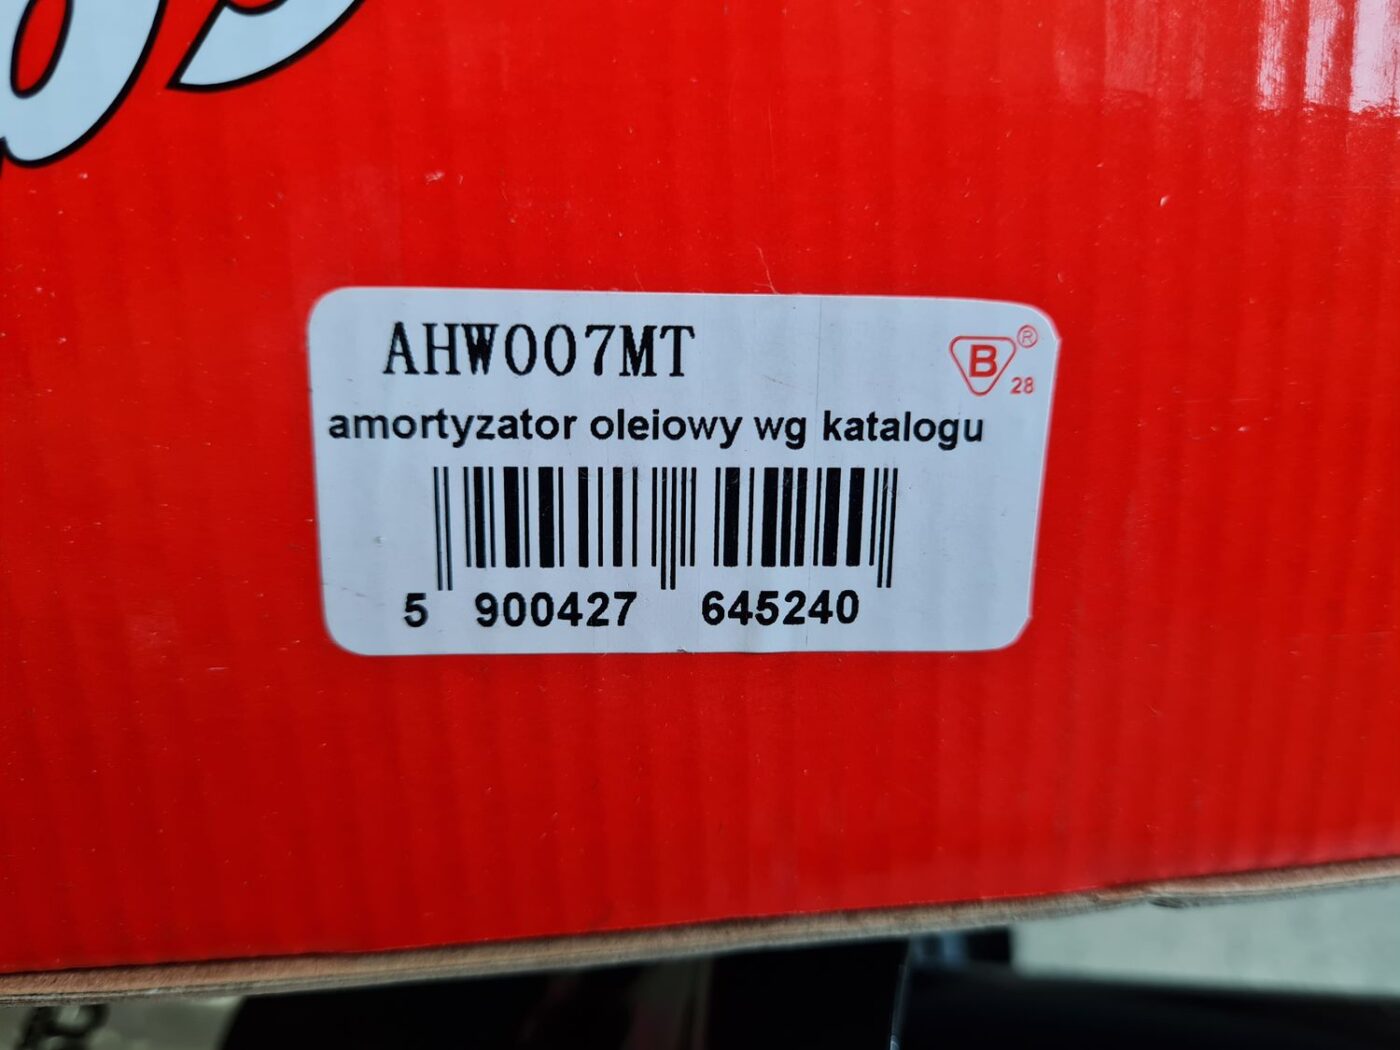 AHW007MT
B ®
28
amortyzator oleiowy wg katalogu
5 900427 645240